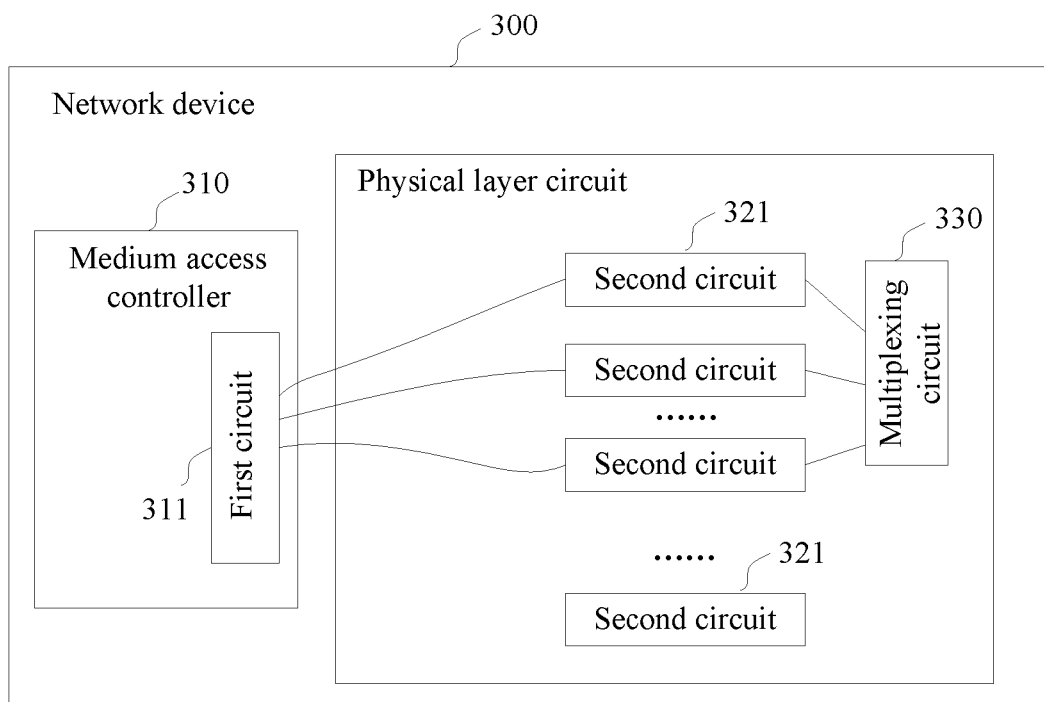 300
Network device
310
Physical layer circuit
Medium access
controller
321
330
Second circuit
Multiplexing
circuit
Second circuit
......
Second circuit
First circuit
311
......
321
Second circuit